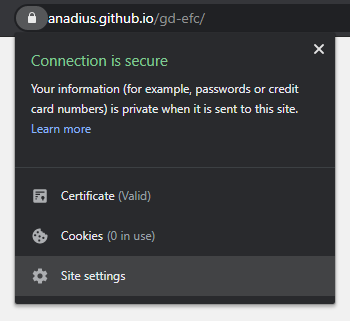 anadius.github.io/gd-efc/
Connection is secure
Your information (for example, passwords or credit
card numbers) is private when it is sent to this site.
Learn more
Certificate (Valid)
Cookies (0 in use)
Site settings